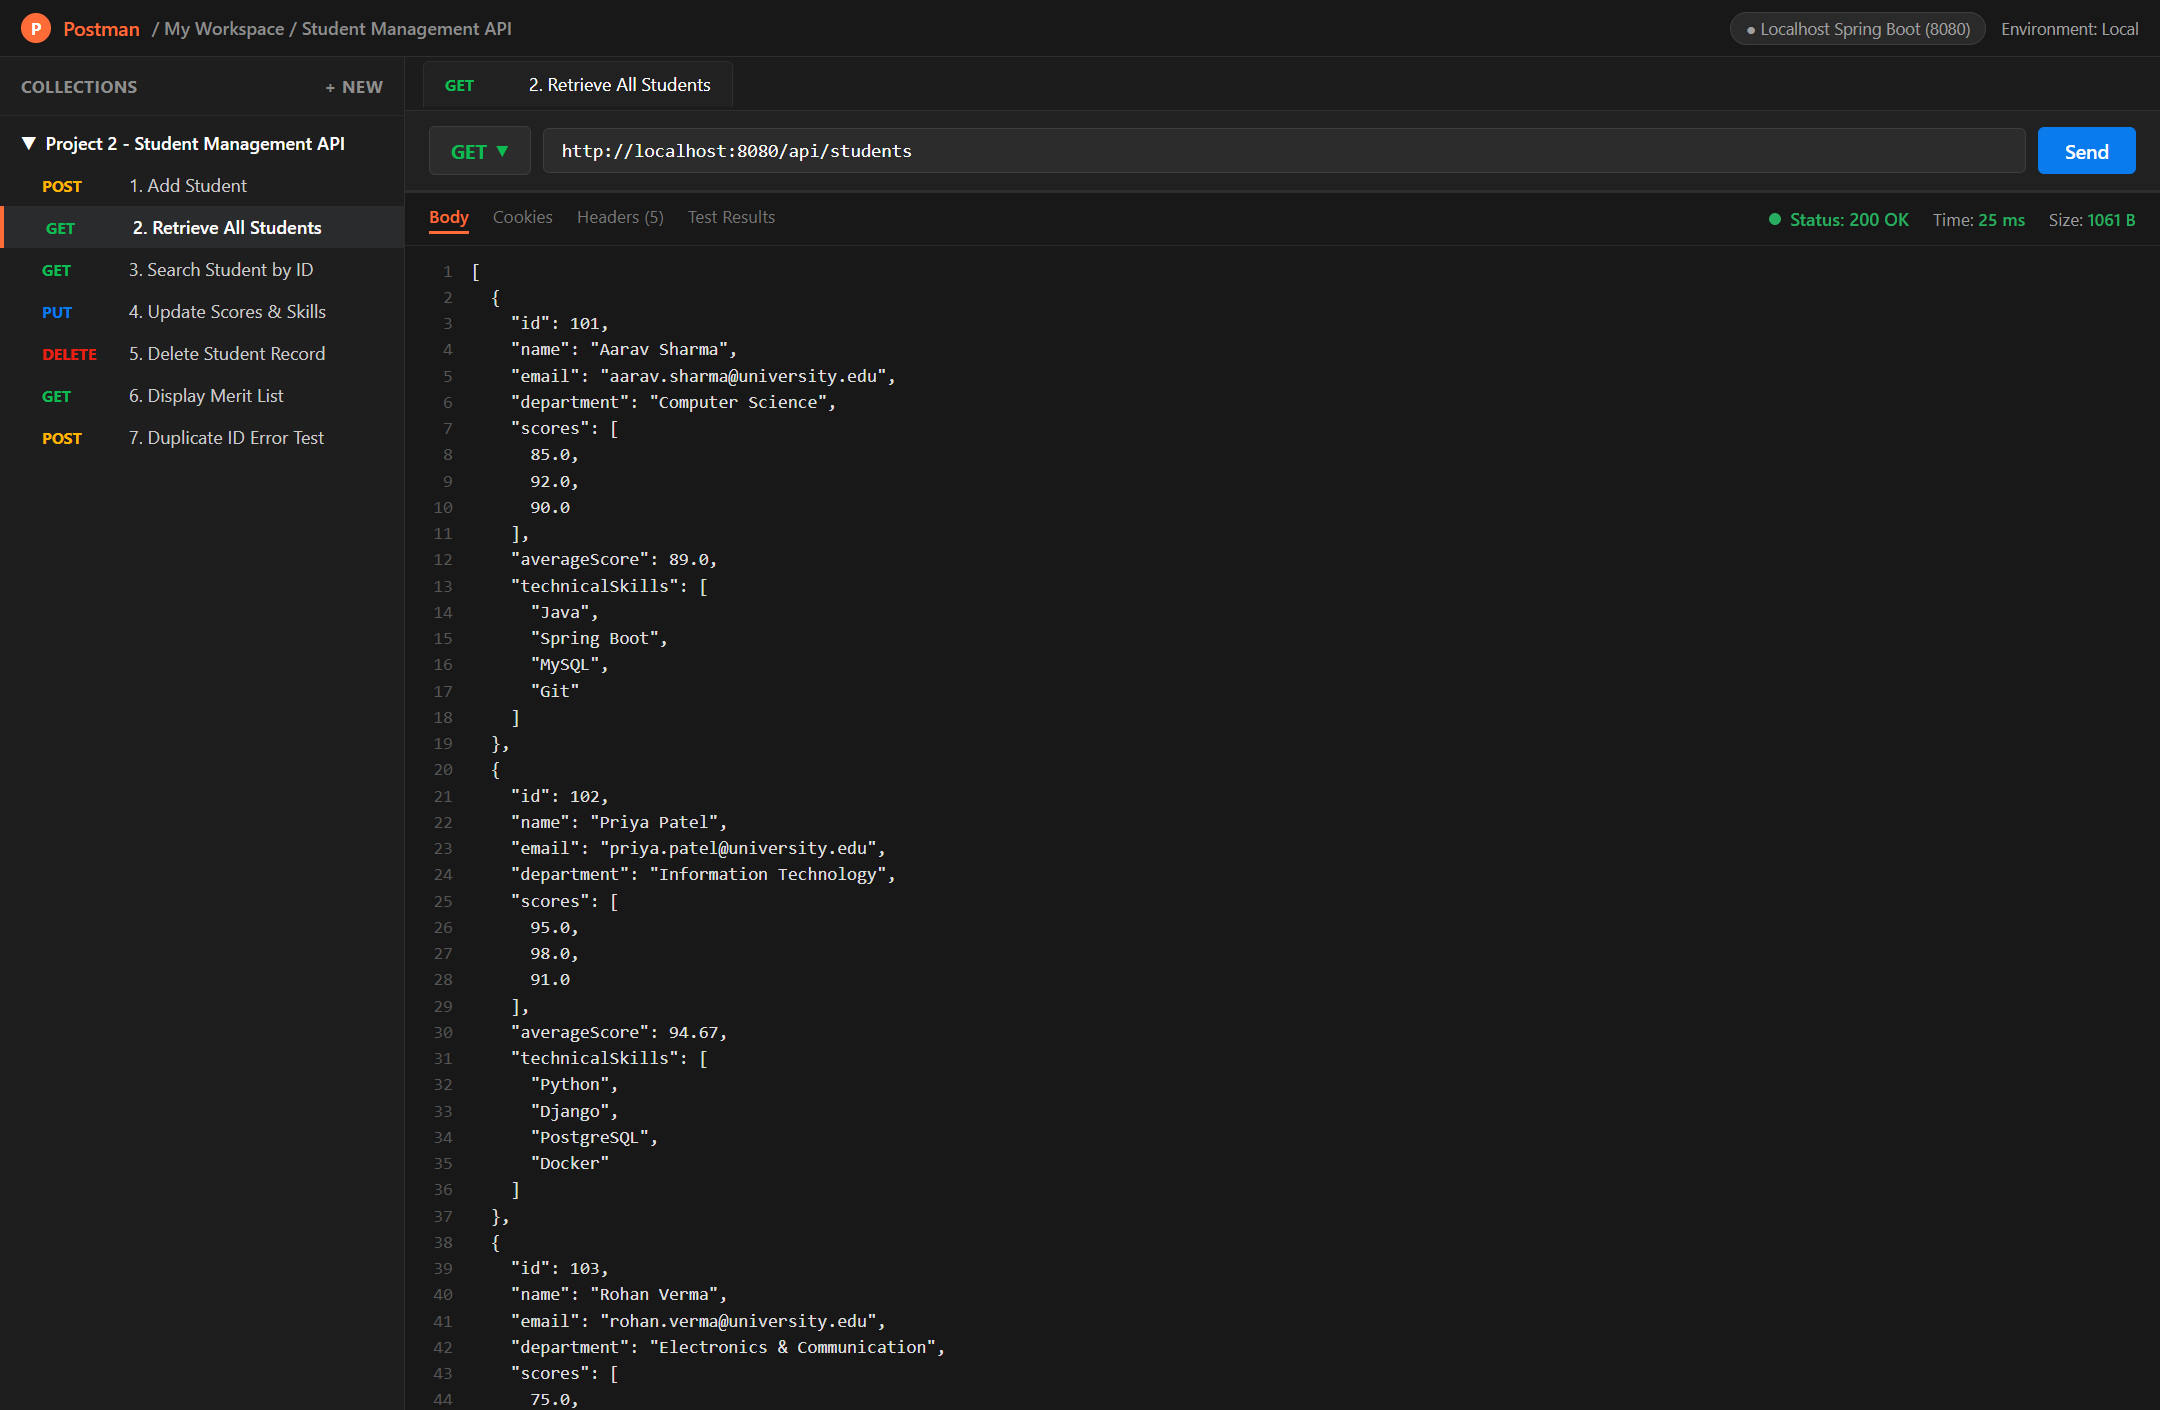 P Postman / My Workspace / Student Management API
● Localhost Spring Boot (8080) Environment: Local
COLLECTIONS + NEW
▼ Project 2 - Student Management API
POST 1. Add Student
GET 2. Retrieve All Students
GET 3. Search Student by ID
PUT 4. Update Scores & Skills
DELETE 5. Delete Student Record
GET 6. Display Merit List
POST 7. Duplicate ID Error Test
GET 2. Retrieve All Students
GET ▼ http://localhost:8080/api/students Send
Body Cookies Headers (5) Test Results
Status: 200 OK Time: 25 ms Size: 1061 B
1 [
2   {
3     "id": 101,
4     "name": "Aarav Sharma",
5     "email": "aarav.sharma@university.edu",
6     "department": "Computer Science",
7     "scores": [
8       85.0,
9       92.0,
10       90.0
11     ],
12     "averageScore": 89.0,
13     "technicalSkills": [
14       "Java",
15       "Spring Boot",
16       "MySQL",
17       "Git"
18     ]
19   },
20   {
21     "id": 102,
22     "name": "Priya Patel",
23     "email": "priya.patel@university.edu",
24     "department": "Information Technology",
25     "scores": [
26       95.0,
27       98.0,
28       91.0
29     ],
30     "averageScore": 94.67,
31     "technicalSkills": [
32       "Python",
33       "Django",
34       "PostgreSQL",
35       "Docker"
36     ]
37   },
38   {
39     "id": 103,
40     "name": "Rohan Verma",
41     "email": "rohan.verma@university.edu",
42     "department": "Electronics & Communication",
43     "scores": [
44       75.0,